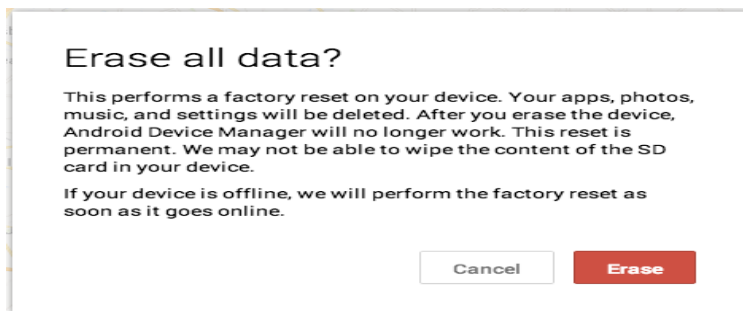 Erase all data?
This performs a factory reset on your device. Your apps, photos,
music, and settings will be deleted. After you erase the device,
Android Device Manager will no longer work. This reset is
permanent. We may not be able to wipe the content of the SD
card in your device.
If your device is offline, we will perform the factory reset as
soon as it goes online.
Cancel Erase